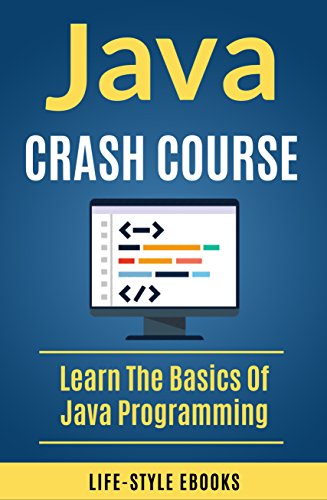 Java
CRASH COURSE
<-->
</>
Learn The Basics Of
Java Programming
LIFE-STYLE EBOOKS